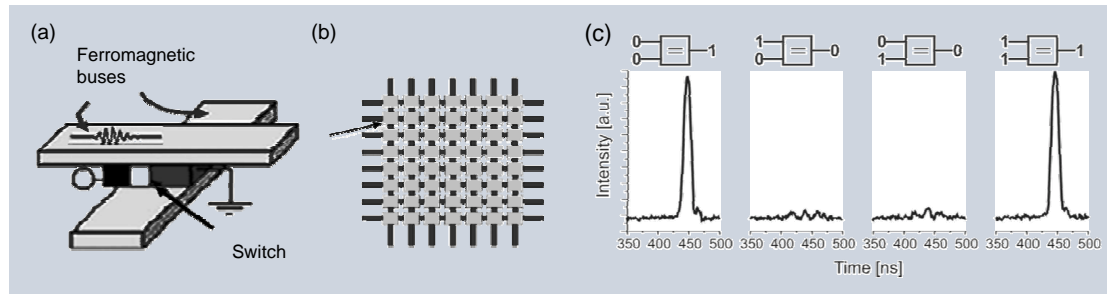 (a)
Ferromagnetic
buses
Switch
(b)
(c)
0 0 = 1
1 0 = 0
0 1 = 0
1 1 = 1
Intensity [a.u.]
350 400 450 500
350 400 450 500
350 400 450 500
350 400 450 500
Time [ns]